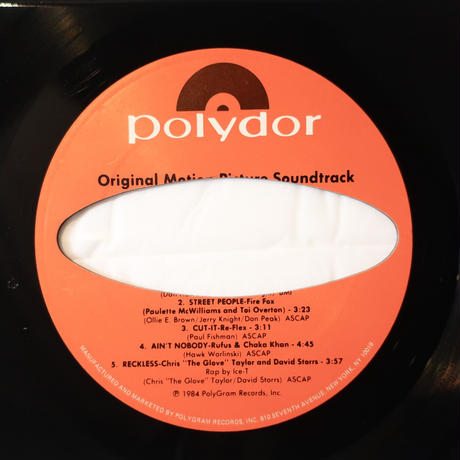 polydor
Original Motion Picture Soundtrack
2. STREET PEOPLE-Fire Fox
(Paulette McWilliams and Toi Overton) - 3:23
(Ollie E. Brown/Jerry Knight/Dan Peak) ASCAP
3. CUT-IT-Re-Flex - 3:11
(Paul Fishman) ASCAP
4. AIN'T NOBODY-Rufus & Chaka Khan - 4:45
(Hawk Worlinski) ASCAP
5. RECKLESS-Chris "The Glove" Taylor and David Storrs - 3:57
Rap by Ice-T
(Chris "The Glove" Taylor/David Storrs) ASCAP
℗ 1984 PolyGram Records, Inc.
MANUFACTURED AND MARKETED BY POLYGRAM RECORDS, INC. 810 SEVENTH AVENUE, NEW YORK, NY. 10019